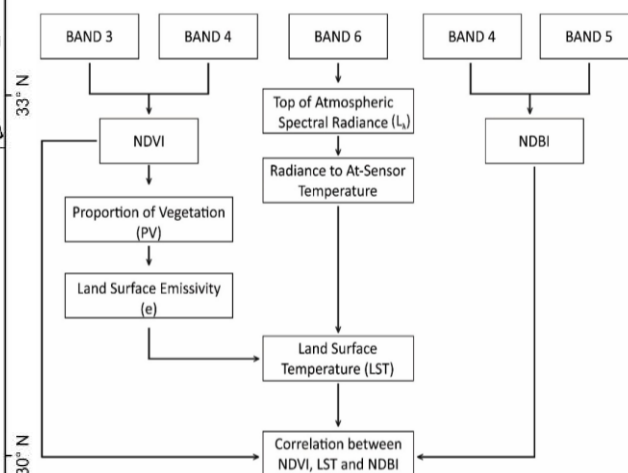 BAND 3
BAND 4
BAND 6
BAND 4
BAND 5
33° N
Top of Atmospheric
Spectral Radiance (Lλ)
NDVI
NDBI
Radiance to At-Sensor
Temperature
Proportion of Vegetation
(PV)
Land Surface Emissivity
(e)
Land Surface
Temperature (LST)
30° N
Correlation between
NDVI, LST and NDBI